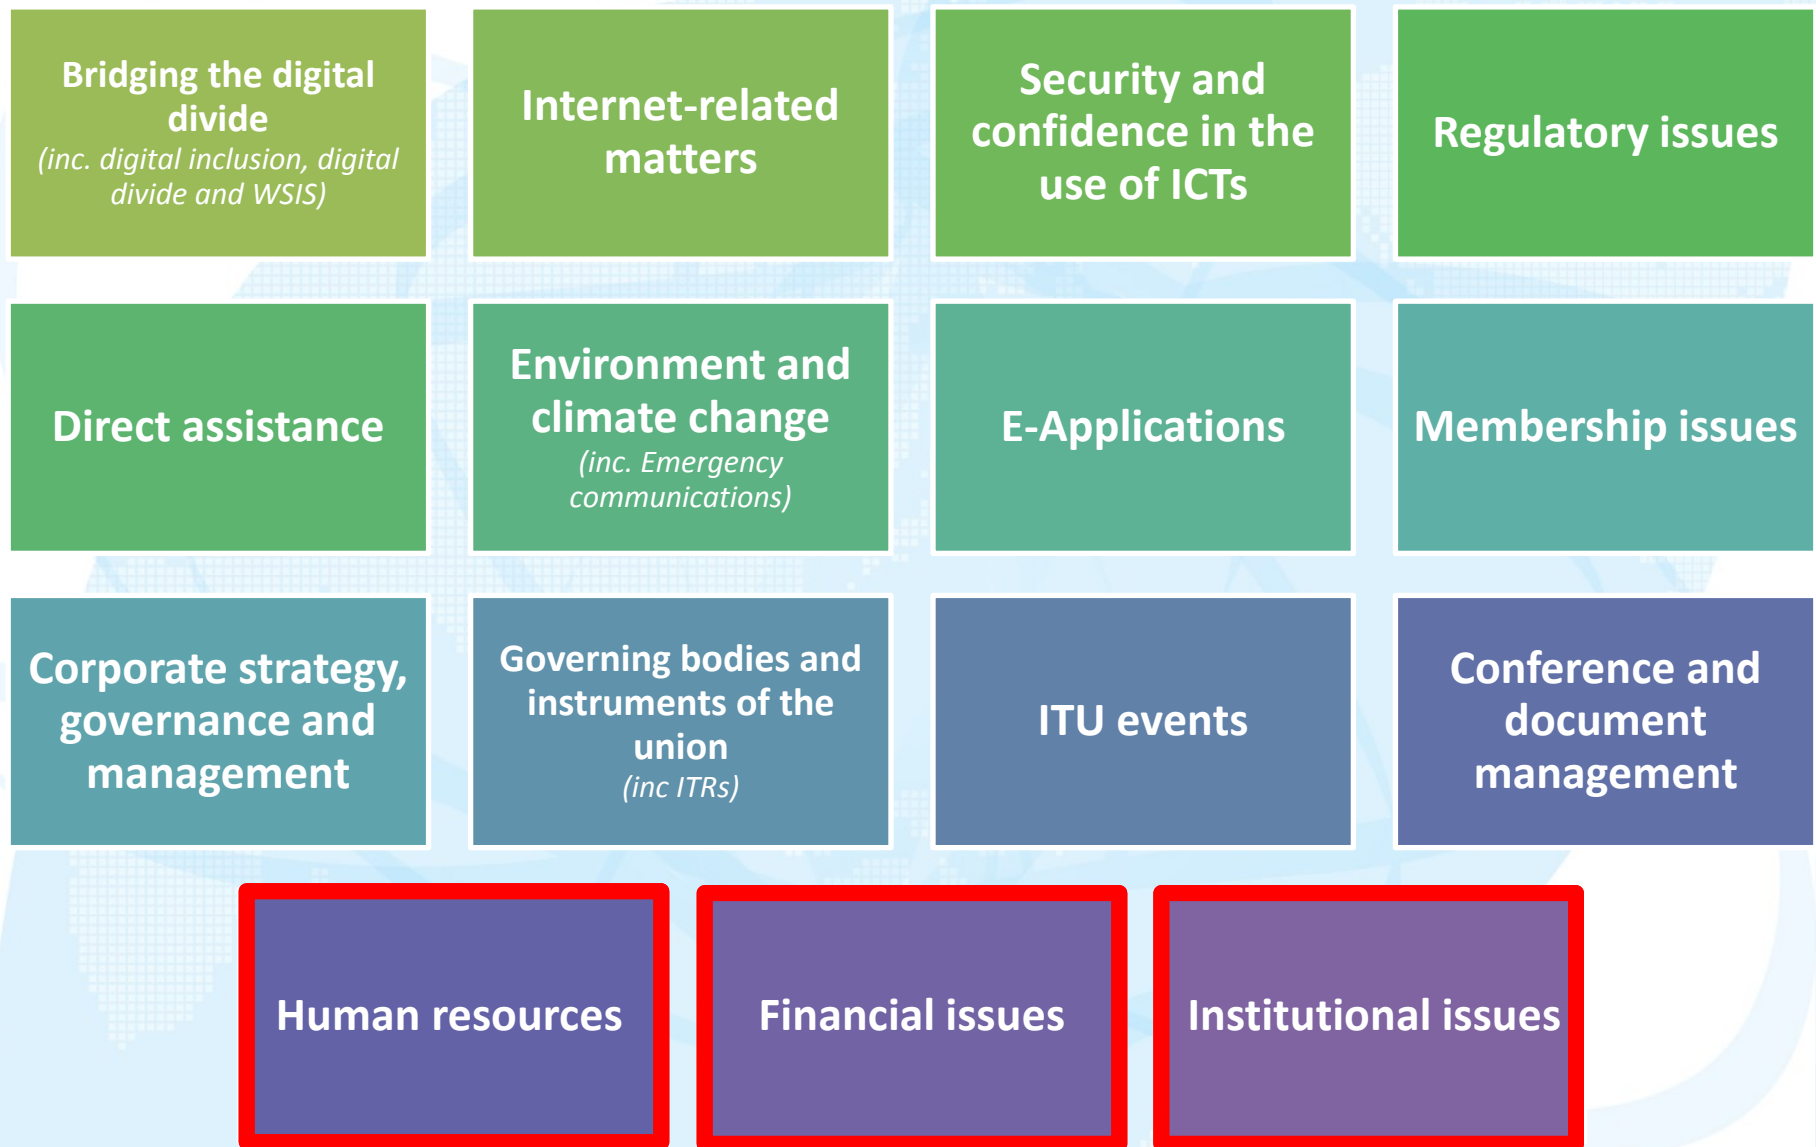 Bridging the digital
divide
(inc. digital inclusion, digital
divide and WSIS)
Internet-related
matters
Security and
confidence in the
use of ICTs
Regulatory issues
Direct assistance
Environment and
climate change
(inc. Emergency
communications)
E-Applications
Membership issues
Corporate strategy,
governance and
management
Governing bodies and
instruments of the
union
(inc ITRs)
ITU events
Conference and
document
management
Human resources
Financial issues
Institutional issues